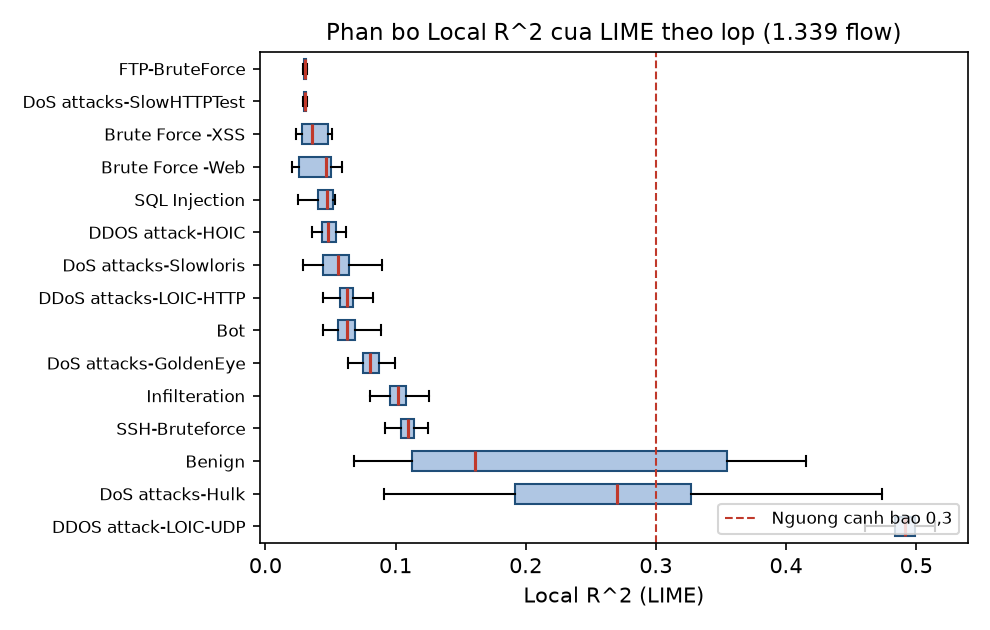 Phan bo Local R^2 cua LIME theo lop (1.339 flow)
FTP-BruteForce
DoS attacks-SlowHTTPTest
Brute Force -XSS
Brute Force -Web
SQL Injection
DDOS attack-HOIC
DoS attacks-Slowloris
DDoS attacks-LOIC-HTTP
Bot
DoS attacks-GoldenEye
Infilteration
SSH-Bruteforce
Benign
DoS attacks-Hulk
DDOS attack-LOIC-UDP
Nguong canh bao 0,3
0.0 0.1 0.2 0.3 0.4 0.5
Local R^2 (LIME)